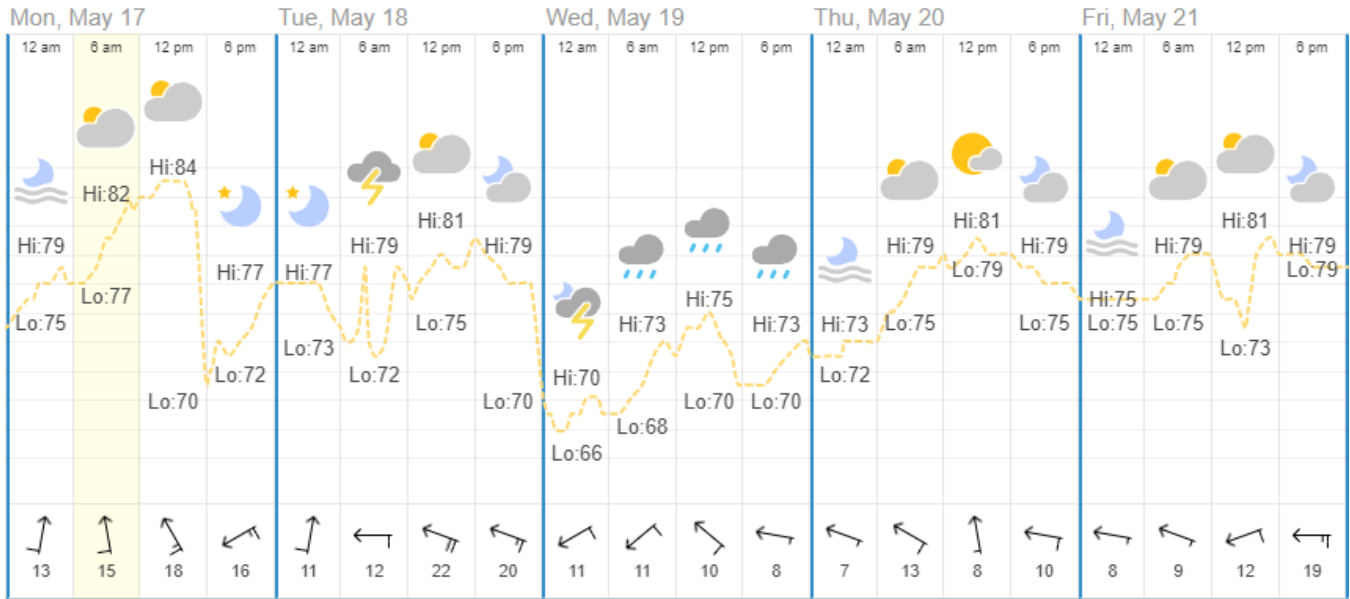 Mon, May 17 Tue, May 18 Wed, May 19 Thu, May 20 Fri, May 21
12 am 6 am 12 pm 6 pm 12 am 6 am 12 pm 6 pm 12 am 6 am 12 pm 6 pm 12 am 6 am 12 pm 6 pm 12 am 6 am 12 pm 6 pm
Hi:79 Hi:82 Hi:84 Hi:77 Hi:77 Hi:79 Hi:81 Hi:79 Hi:70 Hi:73 Hi:75 Hi:73 Hi:73 Hi:79 Hi:81 Hi:79 Hi:75 Hi:79 Hi:81 Hi:79
Lo:75 Lo:77 Lo:70 Lo:72 Lo:73 Lo:72 Lo:75 Lo:70 Lo:66 Lo:68 Lo:70 Lo:70 Lo:72 Lo:75 Lo:79 Lo:75 Lo:75 Lo:75 Lo:73 Lo:79
13 15 18 16 11 12 22 20 11 11 10 8 7 13 8 10 8 9 12 19